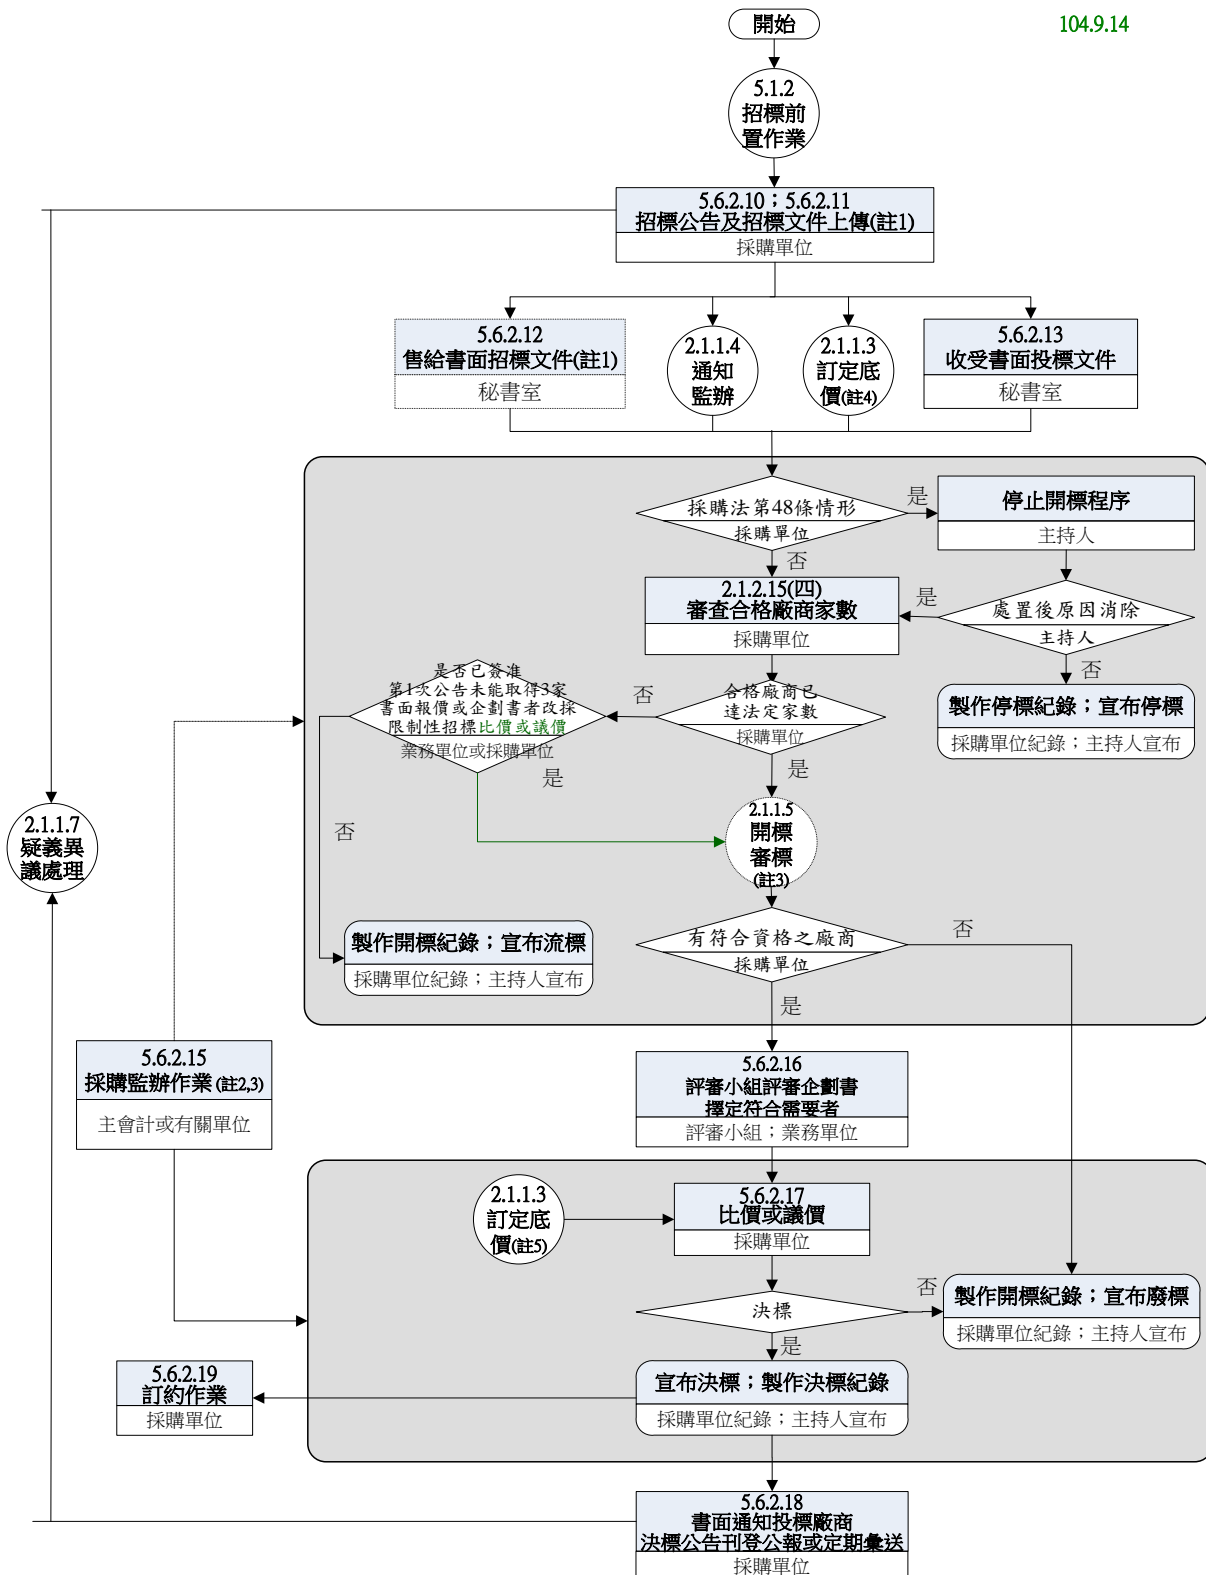 104.9.14
開始
5.1.2
招標前
置作業
5.6.2.10；5.6.2.11
招標公告及招標文件上傳(註1)
採購單位
5.6.2.12
售給書面招標文件(註1)
秘書室
2.1.1.4
通知
監辦
2.1.1.3
訂定底
價(註4)
5.6.2.13
收受書面投標文件
秘書室
採購法第48條情形
採購單位
是
停止開標程序
主持人
否
2.1.2.15(四)
審查合格廠商家數
採購單位
是
處置後原因消除
主持人
否
製作停標紀錄；宣布停標
採購單位紀錄；主持人宣布
是否已簽准
第1次公告未能取得3家
書面報價或企劃書者改採
限制性招標比價或議價
業務單位或採購單位
否
合格廠商已
達法定家數
採購單位
是
是
否
2.1.1.5
開標
審標
(註3)
2.1.1.7
疑義異
議處理
製作開標紀錄；宣布流標
採購單位紀錄；主持人宣布
有符合資格之廠商
採購單位
否
是
5.6.2.15
採購監辦作業(註2,3)
主會計或有關單位
5.6.2.16
評審小組評審企劃書
擇定符合需要者
評審小組；業務單位
2.1.1.3
訂定底
價(註5)
5.6.2.17
比價或議價
採購單位
決標
否
製作開標紀錄；宣布廢標
採購單位紀錄；主持人宣布
是
5.6.2.19
訂約作業
採購單位
宣布決標；製作決標紀錄
採購單位紀錄；主持人宣布
5.6.2.18
書面通知投標廠商
決標公告刊登公報或定期彙送
採購單位